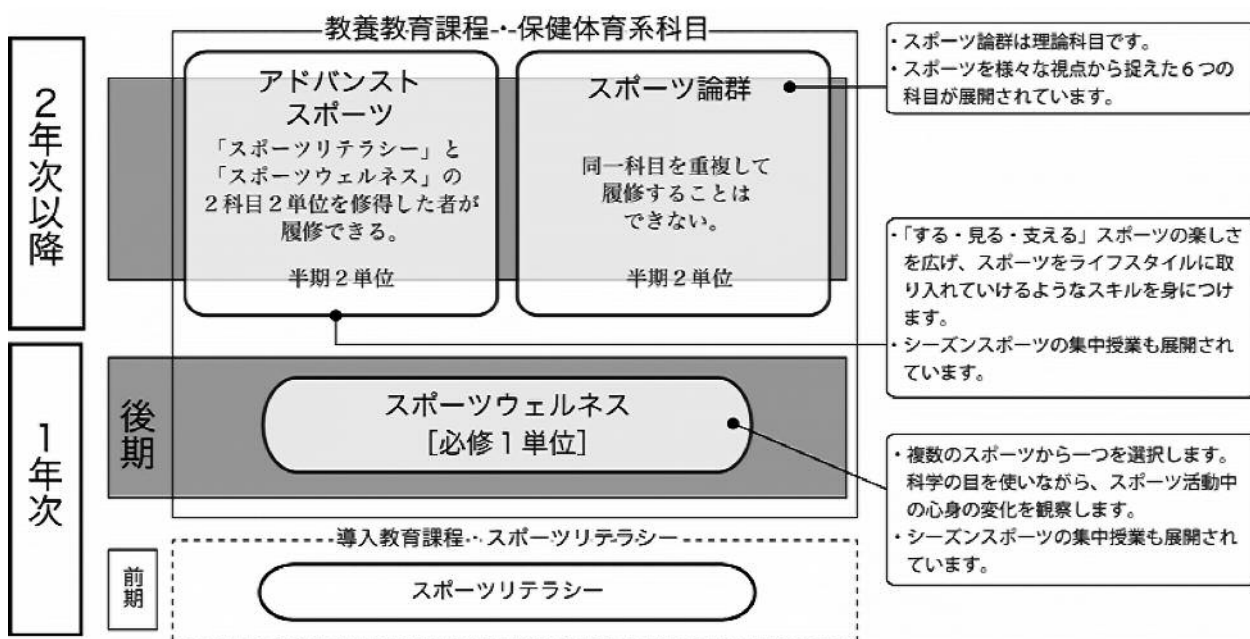 教養教育課程・・保健体育系科目
2年次以降
アドバンスト
スポーツ
「スポーツリテラシー」と
「スポーツウェルネス」の
2科目2単位を修得した者が
履修できる。
半期2単位
スポーツ論群
同一科目を重複して
履修することは
できない。
半期2単位
・スポーツ論群は理論科目です。
・スポーツを様々な視点から捉えた6つの
科目が展開されています。
・「する・見る・支える」スポーツの楽しさ
を広げ、スポーツをライフスタイルに取
り入れていけるようなスキルを身につけ
ます。
・シーズンスポーツの集中授業も展開され
ています。
1年次
後期
スポーツウェルネス
[必修1単位]
・複数のスポーツから一つを選択します。
科学の目を使いながら、スポーツ活動中
の心身の変化を観察します。
・シーズンスポーツの集中授業も展開され
ています。
導入教育課程・・スポーツリテラシー
前期
スポーツリテラシー